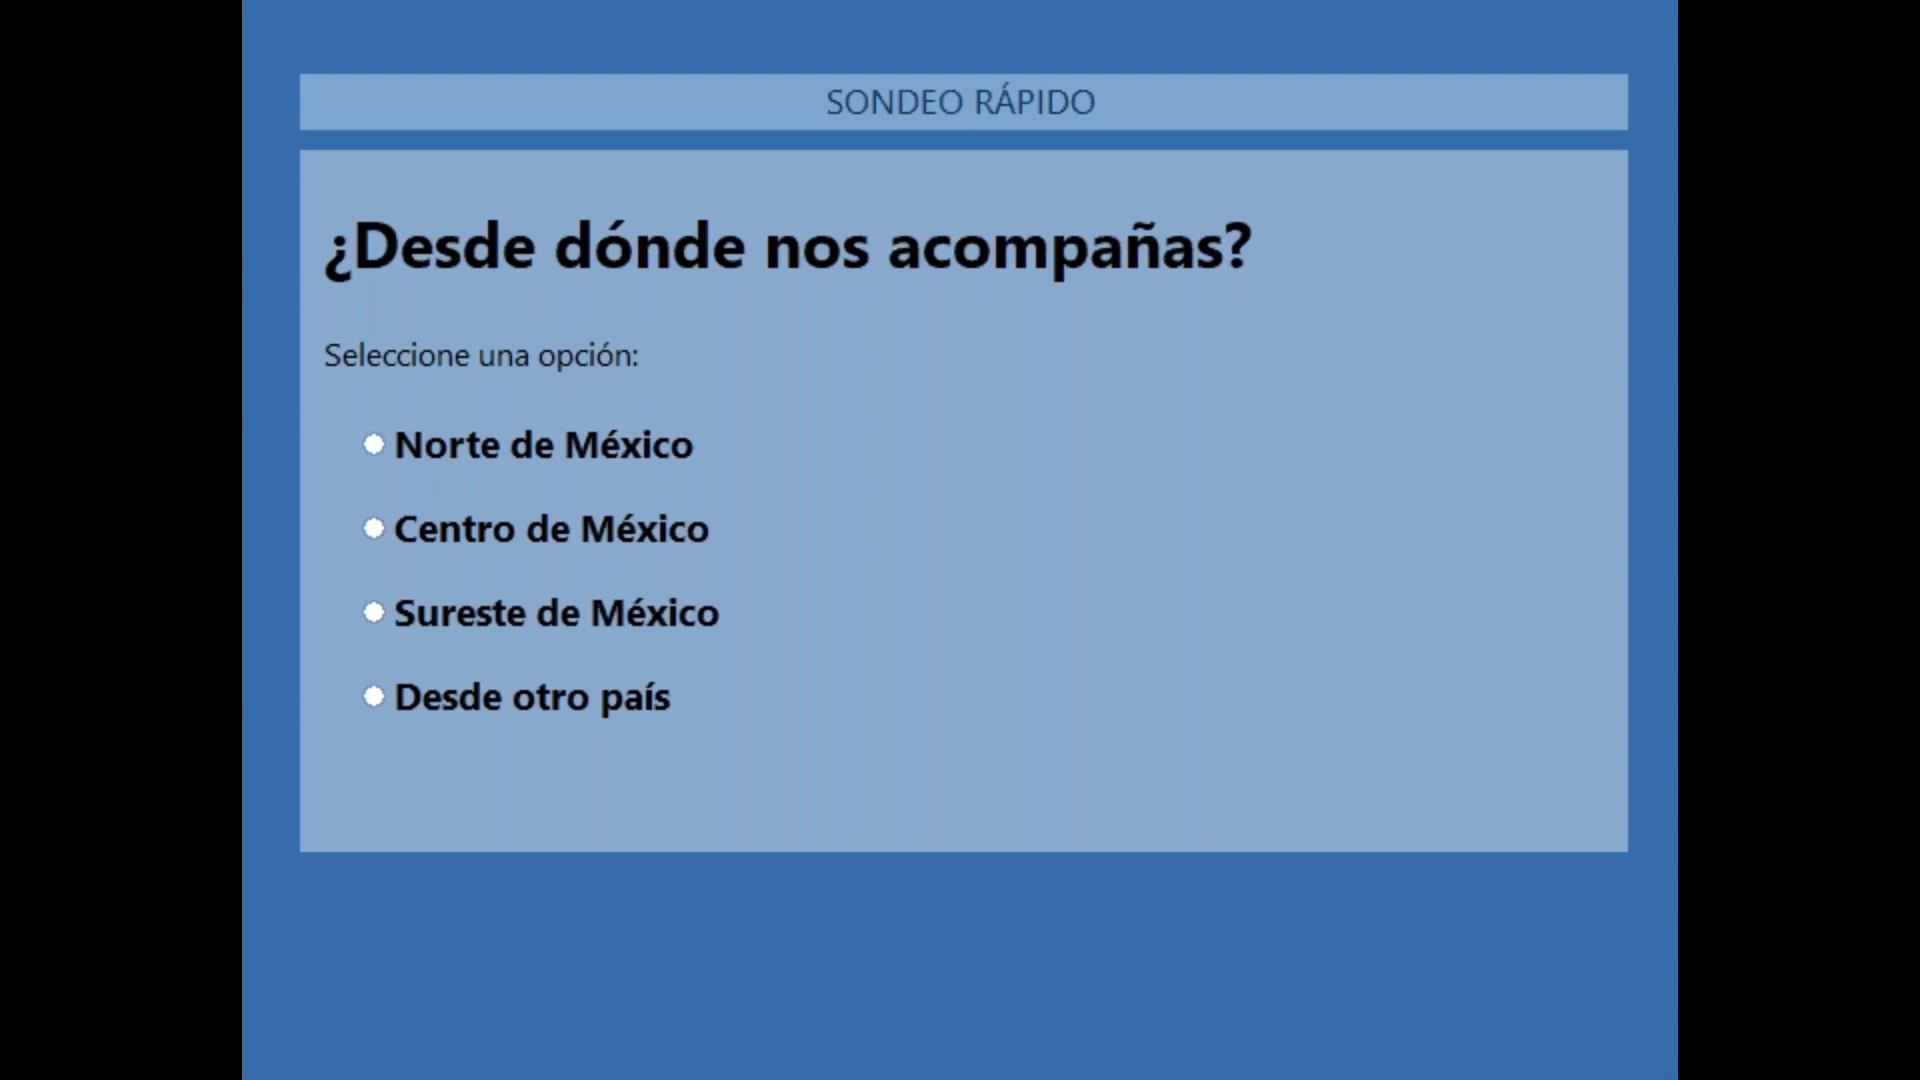 SONDEO RÁPIDO
¿Desde dónde nos acompañas?
Seleccione una opción:
Norte de México
Centro de México
Sureste de México
Desde otro país